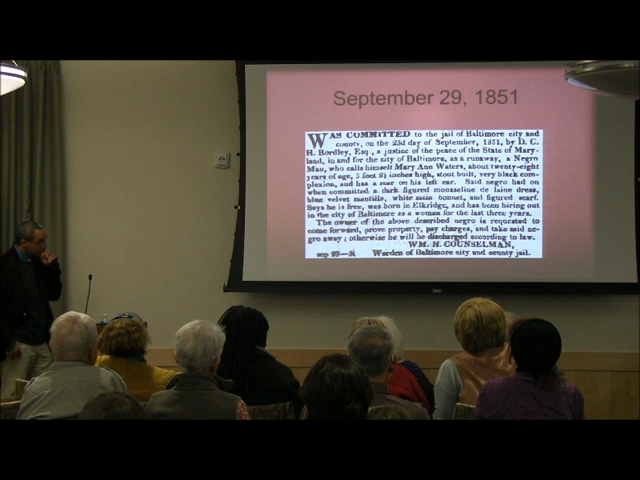 September 29, 1851
WAS COMMITTED to the jail of Baltimore city and
county, on the 23d day of September, 1851, by D. C.
H. Bordley, Esq., a justice of the peace of the State of Mary-
land, in and for the city of Baltimore, as a runaway, a Negro
Man, who calls himself Mary Ann Waters, about twenty-eight
years of age, 5 foot inches high, stout built, very black com-
plexion, and has a scar on his left ear. Said negro had on
when committed a dark figured mousseline de laine dress,
blue velvet mantilla, white satin bonnet, and figured scarf.
Says he is free, was born in Elkridge, and has been hiring out
in the city of Baltimore as a woman for the last three years.
The owner of the above described negro is requested to
come forward, prove property, pay charges, and take said ne-
gro away; otherwise he will be discharged according to law.
WM. H. COUNSELMAN,
sep 29— Warden of Baltimore city and county jail.